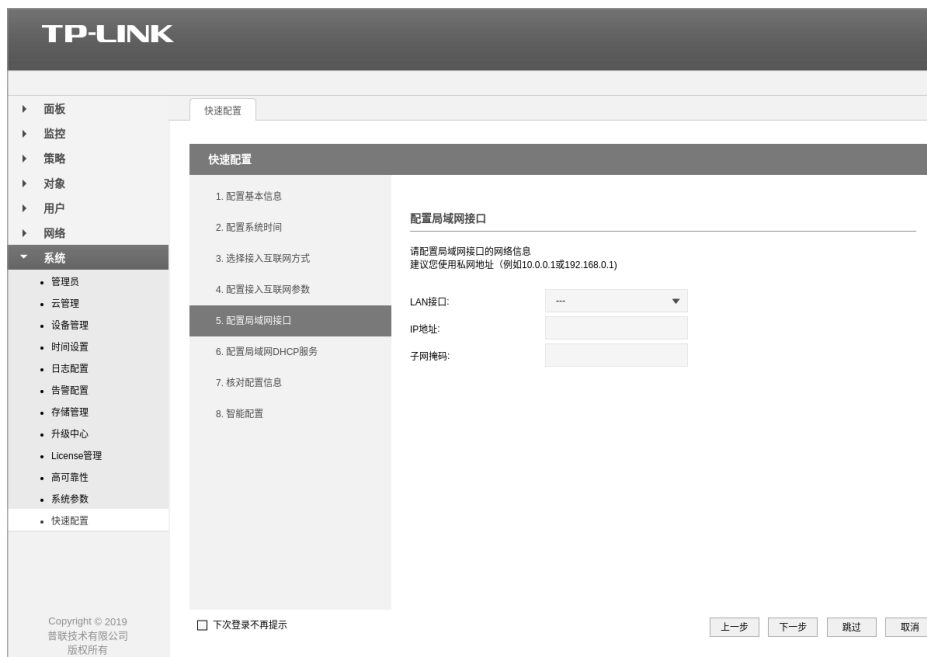 TP-LINK
快速配置
面板
监控
策略
对象
用户
网络
系统
管理员
云管理
设备管理
时间设置
日志配置
告警配置
存储管理
升级中心
License管理
高可靠性
系统参数
快速配置
Copyright © 2019
普联技术有限公司
版权所有
快速配置
1. 配置基本信息
2. 配置系统时间
3. 选择接入互联网方式
4. 配置接入互联网参数
5. 配置局域网接口
6. 配置局域网DHCP服务
7. 核对配置信息
8. 智能配置
配置局域网接口
请配置局域网接口的网络信息
建议您使用私网地址（例如10.0.0.1或192.168.0.1)
LAN接口: ---
IP地址:
子网掩码:
下次登录不再提示
上一步 下一步 跳过 取消